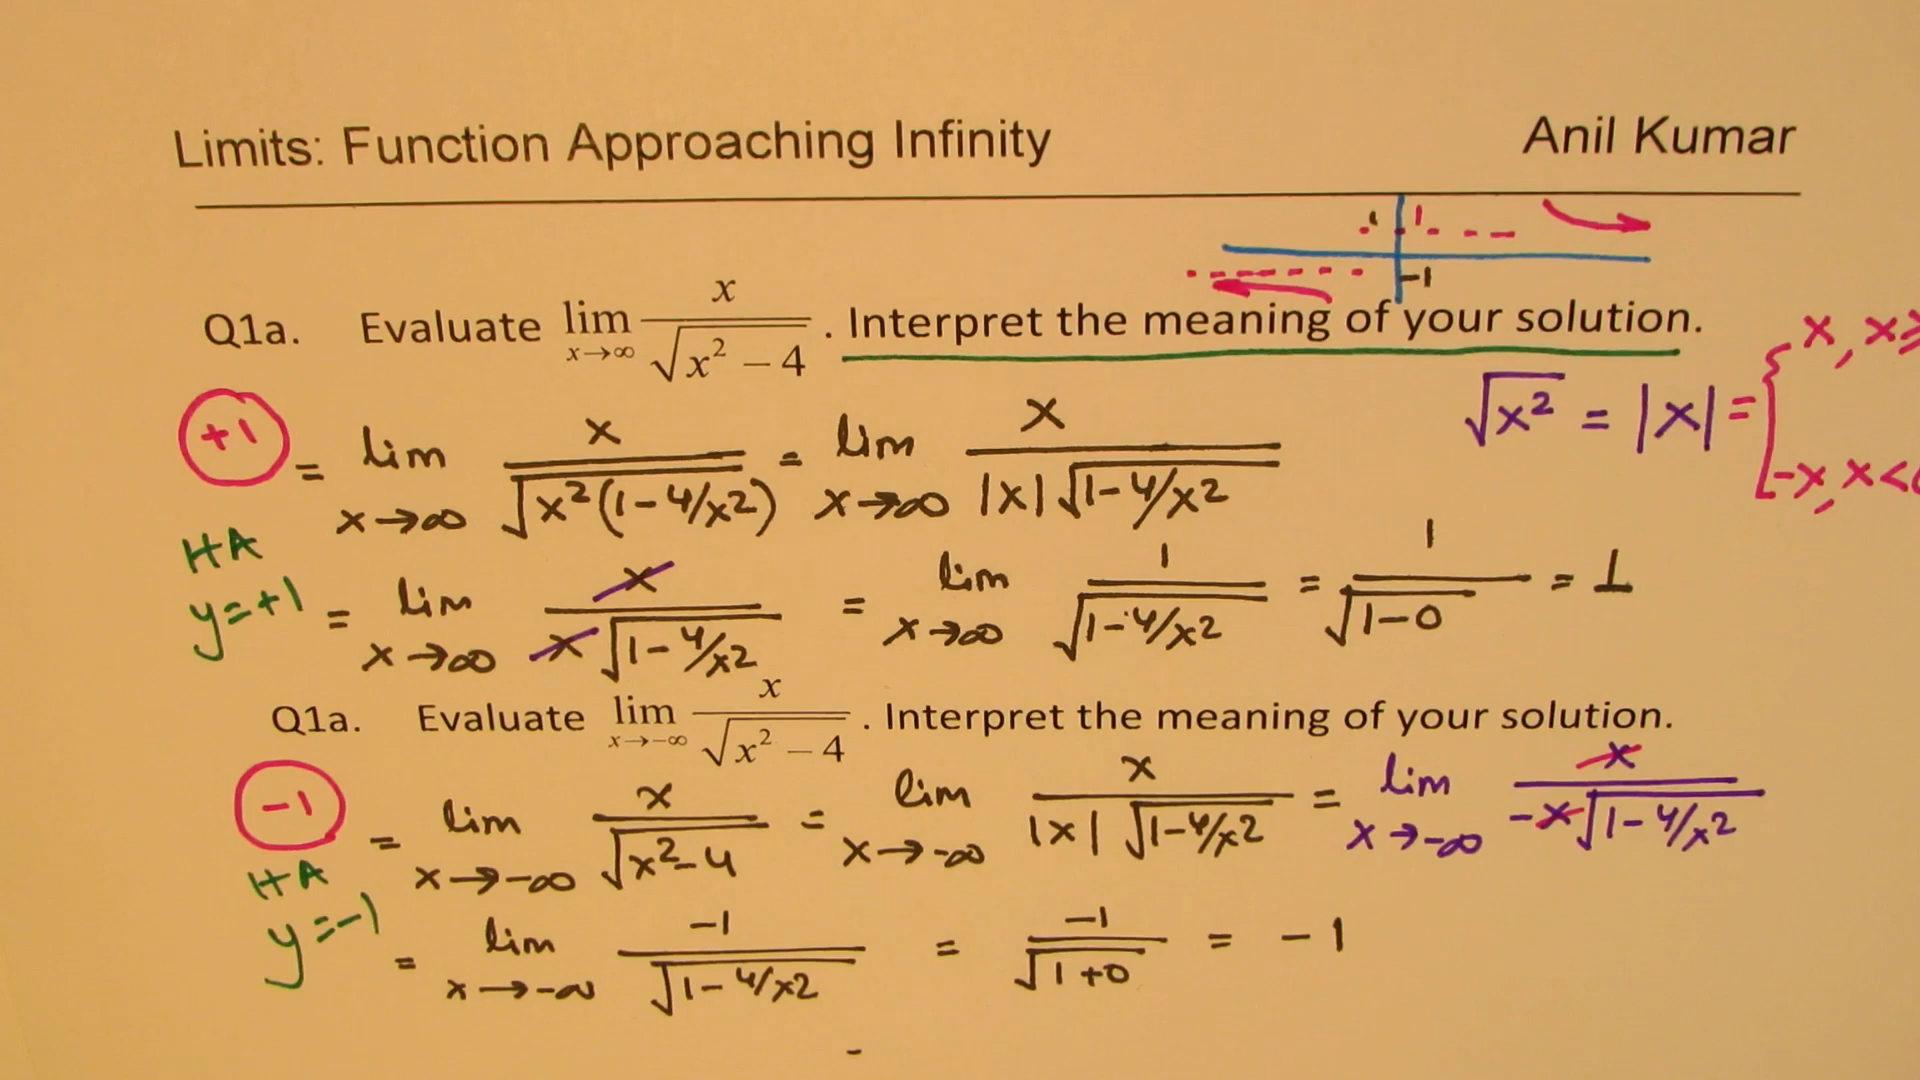 Limits: Function Approaching Infinity Anil Kumar
1 1
-1
Q1a. Evaluate lim x→∞ x/√(x² – 4). Interpret the meaning of your solution.
√x² = |x| = { x, x≥
-x, x<0
+1 = lim x→∞ x/√(x²(1-4/x²)) = lim x→∞ x/(|x|√(1-4/x²))
HA
y=+1 = lim x→∞ x/(x√(1-4/x²)) = lim x→∞ 1/√(1-4/x²) = 1/√(1-0) = 1
Q1a. Evaluate lim x→-∞ x/√(x² – 4). Interpret the meaning of your solution.
-1 = lim x→-∞ x/√(x²-4) = lim x→-∞ x/(|x|√(1-4/x²)) = lim x→-∞ x/(-x√(1-4/x²))
HA
y=-1 = lim x→-∞ -1/√(1-4/x²) = -1/√(1+0) = -1